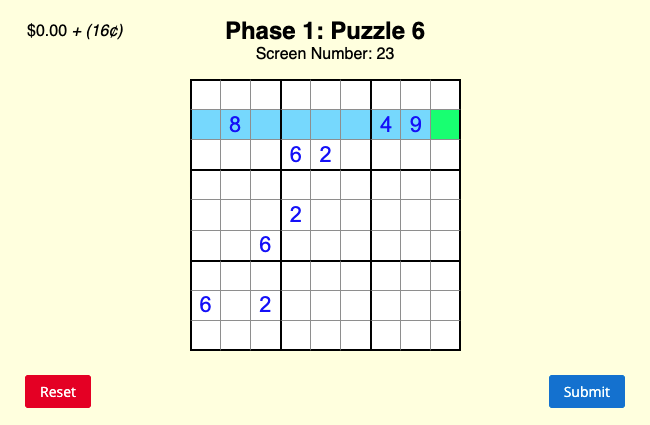 $0.00 + (16¢)
Phase 1: Puzzle 6
Screen Number: 23
8 4 9
6 2
2
6
6 2
Reset Submit